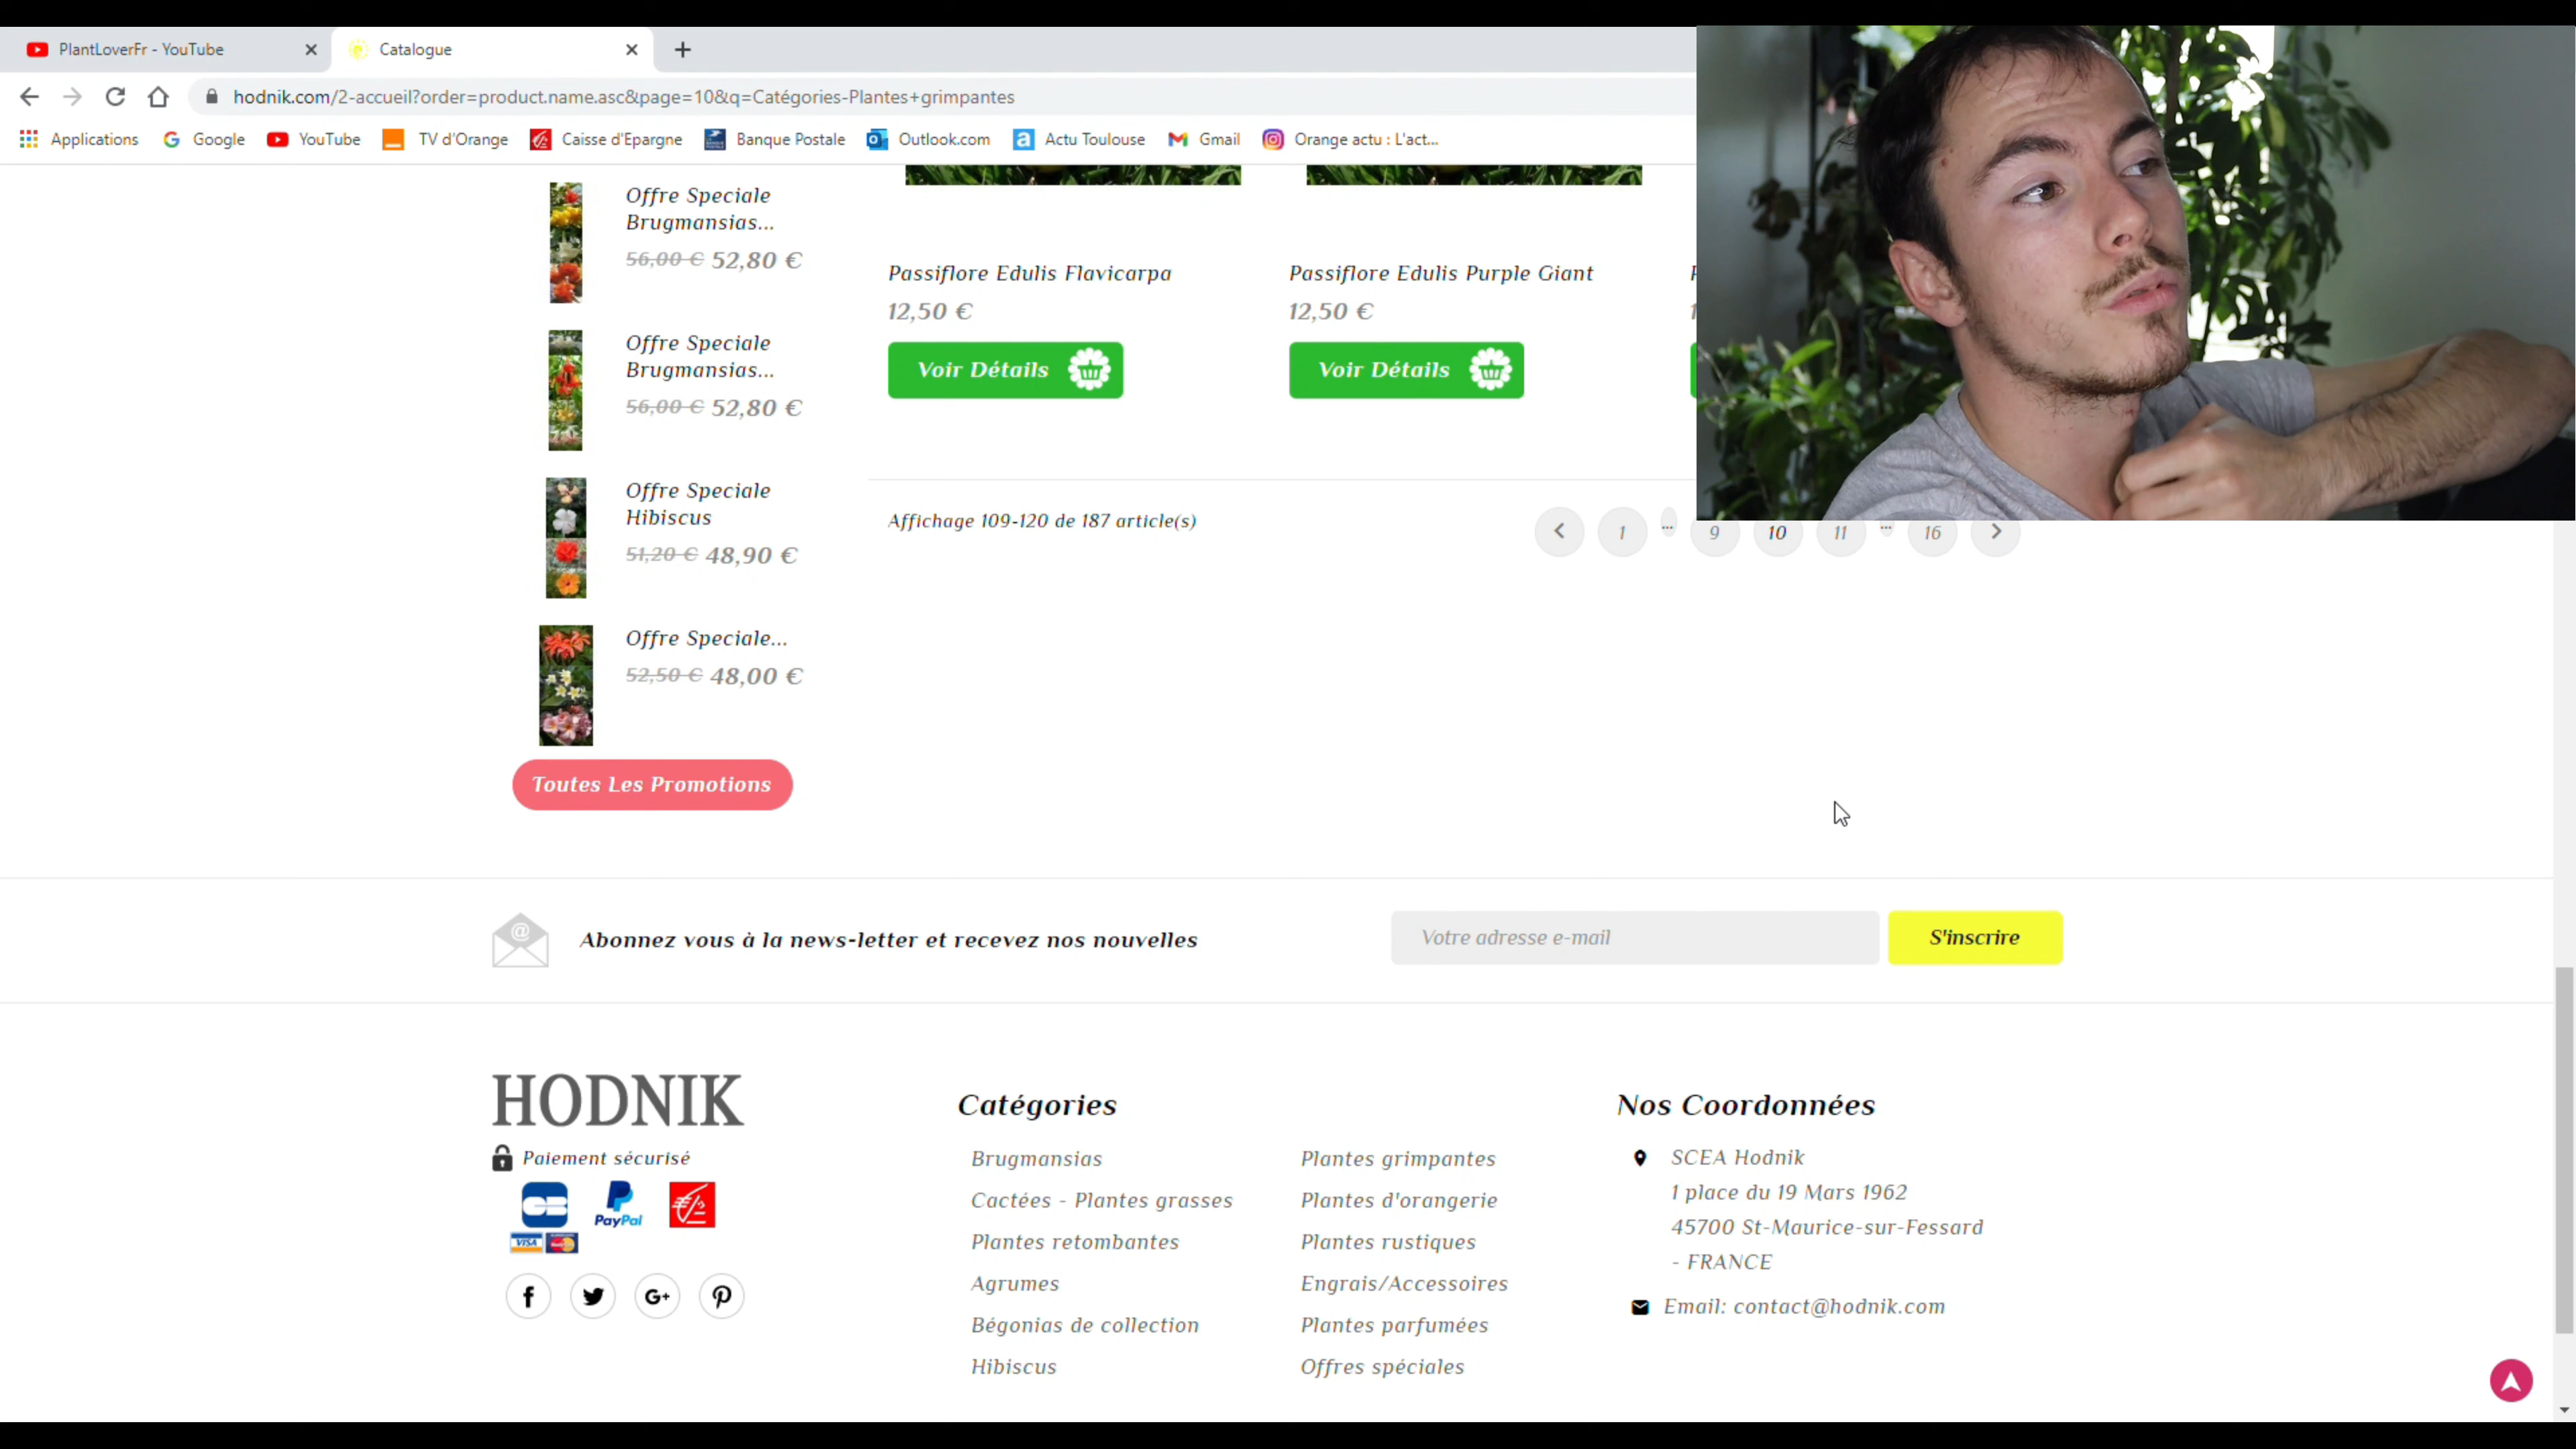 PlantLoverFr - YouTube
Catalogue
hodnik.com/2-accueil?order=product.name.asc&page=10&q=Catégories-Plantes+grimpantes
Applications Google YouTube TV d'Orange Caisse d'Epargne Banque Postale Outlook.com Actu Toulouse Gmail Orange actu : L'act...
Offre Speciale
Brugmansias...
56,00 € 52,80 €
Offre Speciale
Brugmansias...
56,00 € 52,80 €
Offre Speciale
Hibiscus
51,20 € 48,90 €
Offre Speciale...
52,50 € 48,00 €
Toutes Les Promotions
Passiflore Edulis Flavicarpa
12,50 €
Voir Détails
Passiflore Edulis Purple Giant
12,50 €
Voir Détails
Affichage 109-120 de 187 article(s)
1 ... 9 10 11 ... 16
Abonnez vous à la news-letter et recevez nos nouvelles
Votre adresse e-mail
S'inscrire
HODNIK
Paiement sécurisé
CB
PayPal
VISA
Catégories
Brugmansias
Cactées - Plantes grasses
Plantes retombantes
Agrumes
Bégonias de collection
Hibiscus
Plantes grimpantes
Plantes d'orangerie
Plantes rustiques
Engrais/Accessoires
Plantes parfumées
Offres spéciales
Nos Coordonnées
SCEA Hodnik
1 place du 19 Mars 1962
45700 St-Maurice-sur-Fessard
- FRANCE
Email: contact@hodnik.com